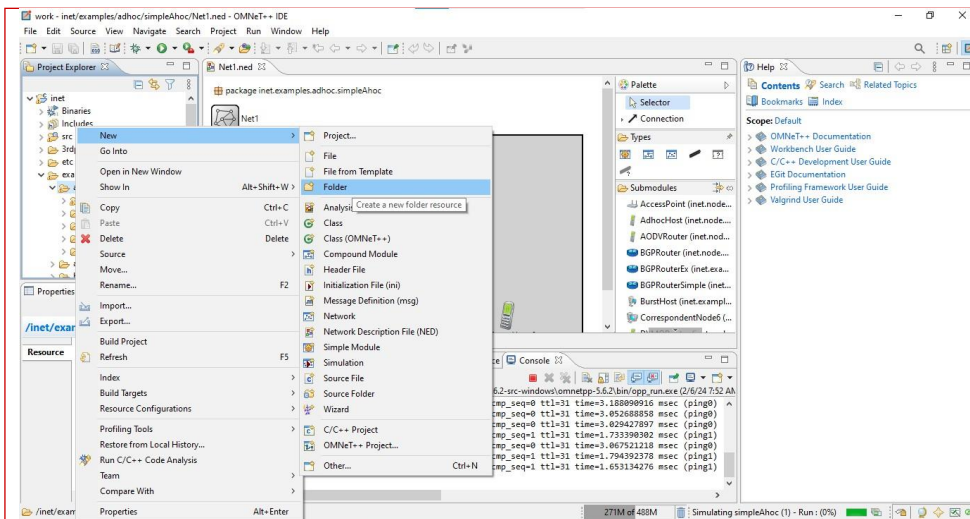 work - inet/examples/adhoc/simpleAhoc/Net1.ned - OMNeT++ IDE
File Edit Source View Navigate Search Project Run Window Help
Project Explorer
inet
Binaries
Includes
src
3rdp
etc
exa
Properties
/inet/exar
Resource
New
Go Into
Open in New Window
Show In Alt+Shift+W >
Copy Ctrl+C
Paste Ctrl+V
Delete Delete
Source
Move...
Rename... F2
Import...
Export...
Build Project
Refresh F5
Index
Build Targets
Resource Configurations
Profiling Tools
Restore from Local History...
Run C/C++ Code Analysis
Team
Compare With
Properties Alt+Enter
Project...
File
File from Template
Folder
Analysis
Create a new folder resource
Class
Class (OMNeT++)
Compound Module
Header File
Initialization File (ini)
Message Definition (msg)
Network
Network Description File (NED)
Simple Module
Simulation
Source File
Source Folder
Wizard
C/C++ Project
OMNeT++ Project...
Other... Ctrl+N
Net1.ned
package inet.examples.adhoc.simpleAhoc
Net1
Palette
Selector
Connection
Types
Submodules
AccessPoint (inet.node...
AdhocHost (inet.node....
AODVRouter (inet.nod...
BGPRouter (inet.node....
BGPRouterEx (inet.exa...
BGPRouterSimple (inet...
BurstHost (inet.exampl...
CorrespondentNode6 (...
ce Console
6.2-src-windows\omnetpp-5.6.2\bin/opp_run.exe (2/6/24 7:52 AM
cmp_seq=0 ttl=31 time=3.188090916 msec (ping0)
cmp_seq=0 ttl=31 time=3.052688858 msec (ping0)
cmp_seq=0 ttl=31 time=3.029427897 msec (ping0)
cmp_seq=1 ttl=31 time=1.733390302 msec (ping1)
cmp_seq=0 ttl=31 time=3.067521218 msec (ping0)
cmp_seq=1 ttl=31 time=1.794392378 msec (ping1)
cmp_seq=1 ttl=31 time=1.653134276 msec (ping1)
Help
Contents Search Related Topics
Bookmarks Index
Scope: Default
OMNeT++ Documentation
Workbench User Guide
C/C++ Development User Guide
EGit Documentation
Profiling Framework User Guide
Valgrind User Guide
/inet/exam
271M of 488M
Simulating simpleAhoc (1) - Run : (0%)